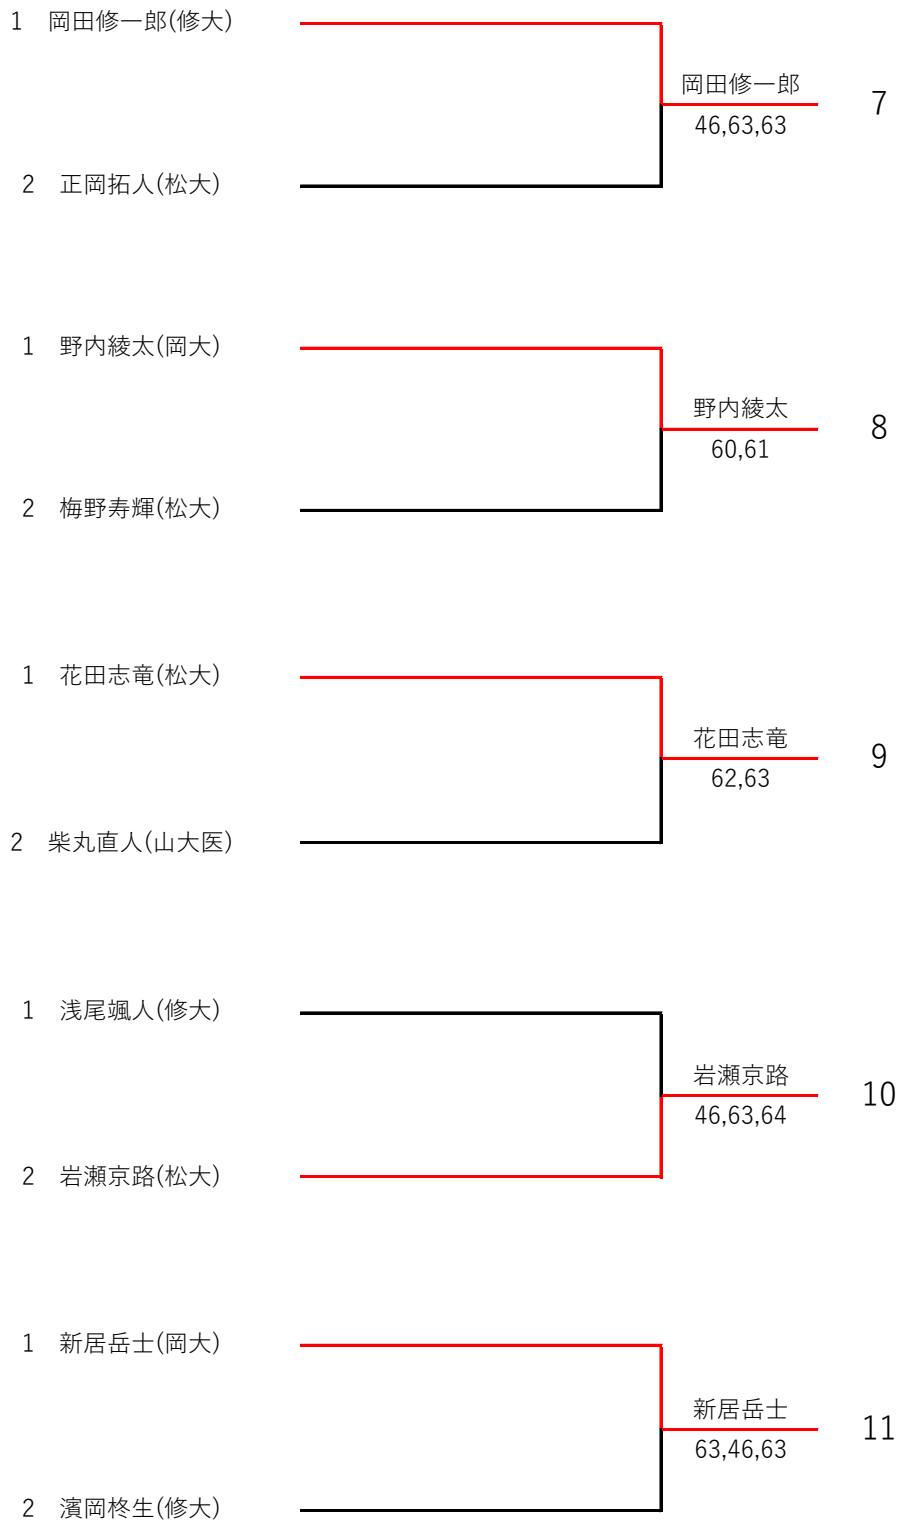 1 岡田修一郎(修大)
岡田修一郎
7
46,63,63
2 正岡拓人(松大)
1 野内綾太(岡大)
野内綾太
8
60,61
2 梅野寿輝(松大)
1 花田志竜(松大)
花田志竜
9
62,63
2 柴丸直人(山大医)
1 浅尾颯人(修大)
岩瀬京路
10
46,63,64
2 岩瀬京路(松大)
1 新居岳士(岡大)
新居岳士
11
63,46,63
2 濱岡柊生(修大)